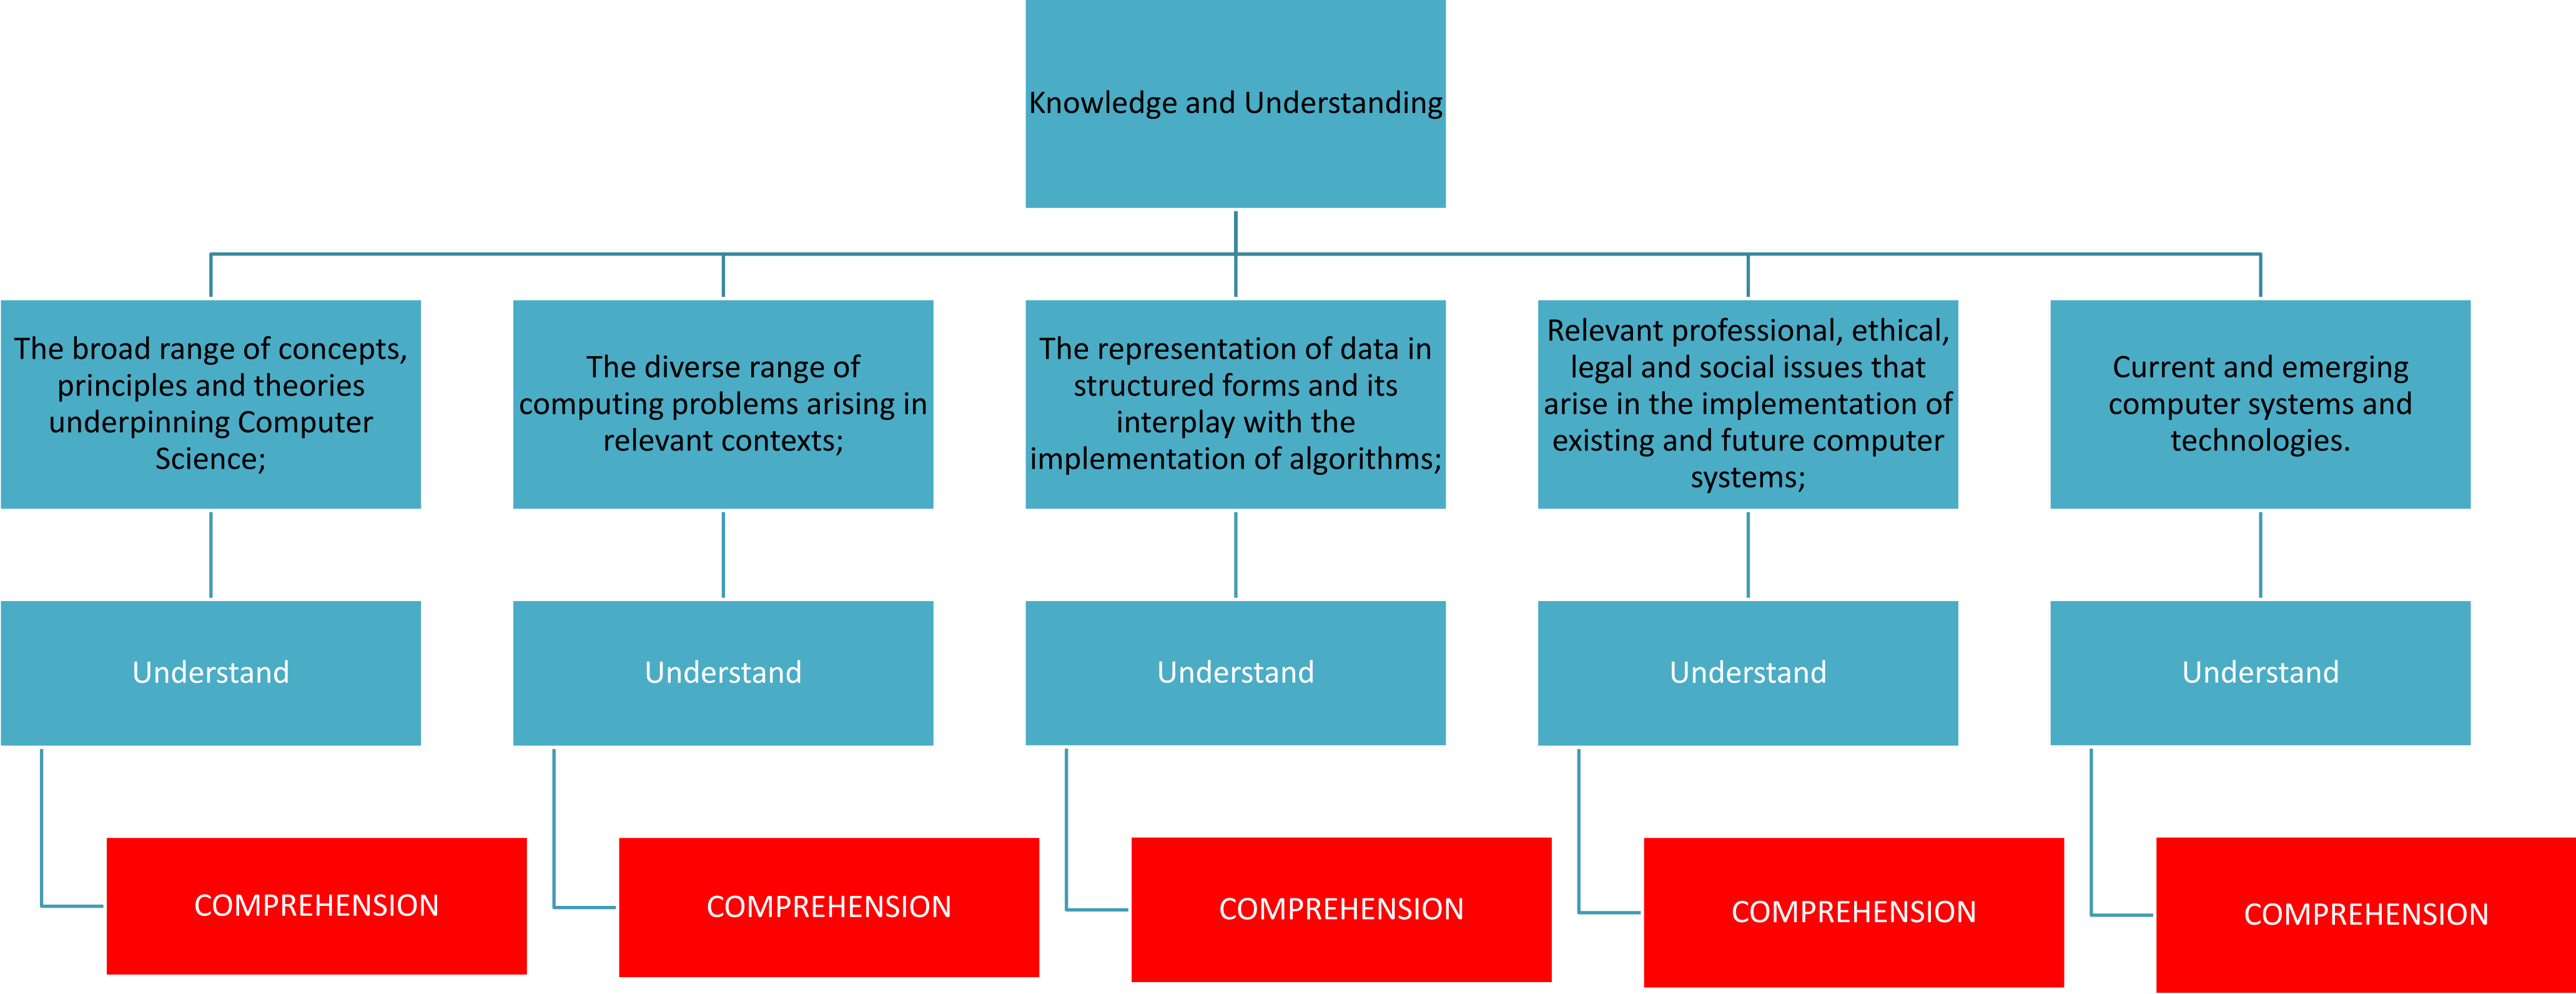 Knowledge and Understanding
The broad range of concepts,
principles and theories
underpinning Computer
Science;
The diverse range of
computing problems arising in
relevant contexts;
The representation of data in
structured forms and its
interplay with the
implementation of algorithms;
Relevant professional, ethical,
legal and social issues that
arise in the implementation of
existing and future computer
systems;
Current and emerging
computer systems and
technologies.
Understand
Understand
Understand
Understand
Understand
COMPREHENSION
COMPREHENSION
COMPREHENSION
COMPREHENSION
COMPREHENSION